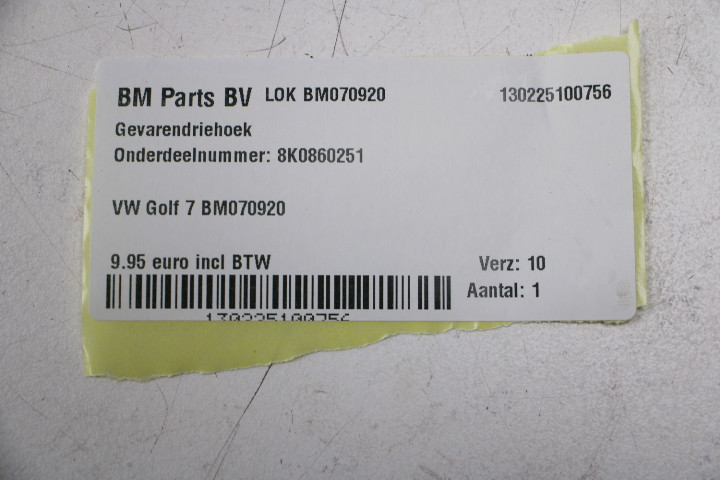 BM Parts BV LOK BM070920 130225100756
Gevarendriehoek
Onderdeelnummer: 8K0860251
VW Golf 7 BM070920
9.95 euro incl BTW Verz: 10
Aantal: 1
130225100756